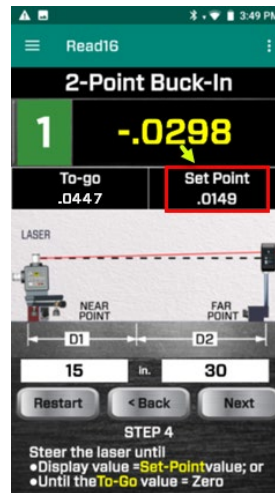 3:49 PM
Read16
2-Point Buck-In
1
-.0298
To-go
.0447
Set Point
.0149
LASER
NEAR
POINT
FAR
POINT
D1
D2
15
in.
30
Restart
< Back
Next
STEP 4
Steer the laser until
●Display value =Set-Pointvalue; or
●Until theTo-Go value = Zero